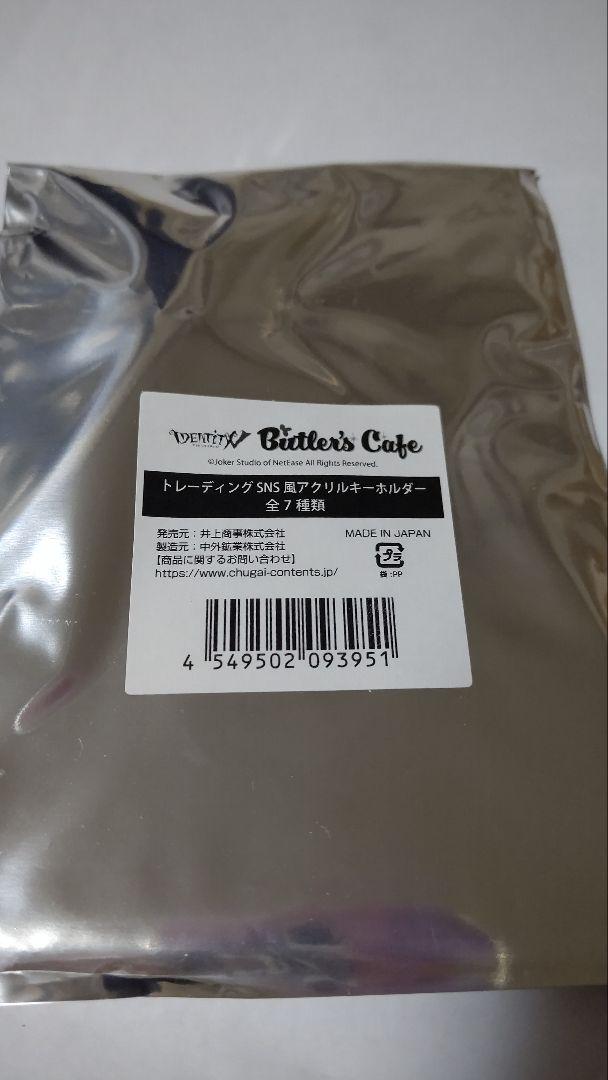 IDENTITY V Butler's Cafe
©Joker Studio of NetEase All Rights Reserved.
トレーディング SNS 風アクリルキーホルダー
全 7 種類
発売元：井上商事株式会社 MADE IN JAPAN
製造元：中外鉱業株式会社
【商品に関するお問い合わせ】 プラ
https://www.chugai-contents.jp/ 袋:PP
4 549502 093951